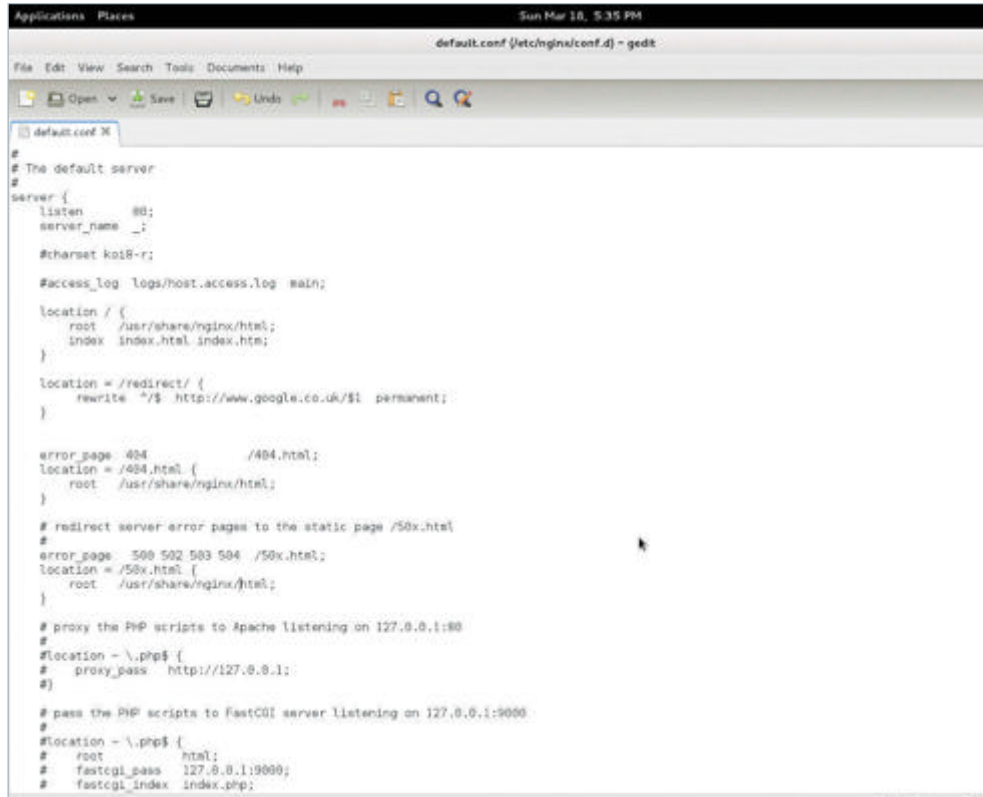 Applications Places
Sun Mar 18, 5:35 PM
default.conf (/etc/nginx/conf.d) - gedit
File Edit View Search Tools Documents Help
Open Save Undo
default.conf
#
# The default server
#
server {
    listen       80;
    server_name  _;

    #charset koi8-r;

    #access_log  logs/host.access.log  main;

    location / {
        root   /usr/share/nginx/html;
        index  index.html index.htm;
    }

    location = /redirect/ {
         rewrite  ^/$  http://www.google.co.uk/$1  permanent;
    }

    error_page  404              /404.html;
    location = /404.html {
        root   /usr/share/nginx/html;
    }

    # redirect server error pages to the static page /50x.html
    #
    error_page   500 502 503 504  /50x.html;
    location = /50x.html {
        root   /usr/share/nginx/html;
    }

    # proxy the PHP scripts to Apache listening on 127.0.0.1:80
    #
    #location ~ \.php$ {
    #    proxy_pass   http://127.0.0.1;
    #}

    # pass the PHP scripts to FastCGI server listening on 127.0.0.1:9000
    #
    #location ~ \.php$ {
    #    root           html;
    #    fastcgi_pass   127.0.0.1:9000;
    #    fastcgi_index  index.php;